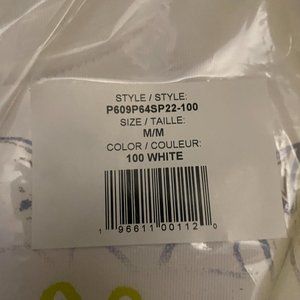 STYLE / STYLE:
P609P64SP22-100
SIZE / TAILLE:
M/M
COLOR / COULEUR:
100 WHITE
1 96611 00112 0